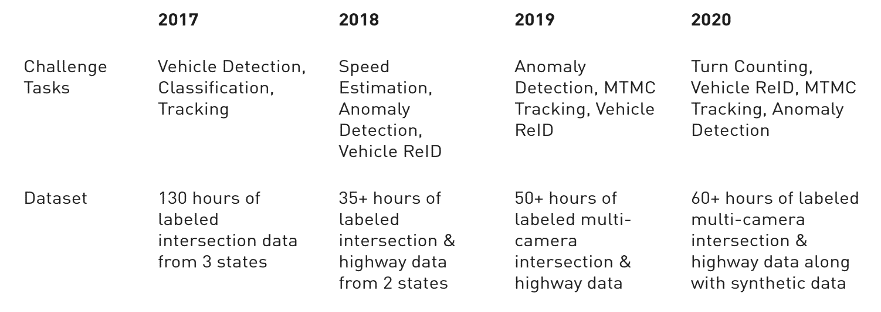 2017
2018
2019
2020
Challenge
Tasks
Vehicle Detection,
Classification,
Tracking
Speed
Estimation,
Anomaly
Detection,
Vehicle ReID
Anomaly
Detection, MTMC
Tracking, Vehicle
ReID
Turn Counting,
Vehicle ReID, MTMC
Tracking, Anomaly
Detection
Dataset
130 hours of
labeled
intersection data
from 3 states
35+ hours of
labeled
intersection &
highway data
from 2 states
50+ hours of
labeled multi-
camera
intersection &
highway data
60+ hours of labeled
multi-camera
intersection &
highway data along
with synthetic data